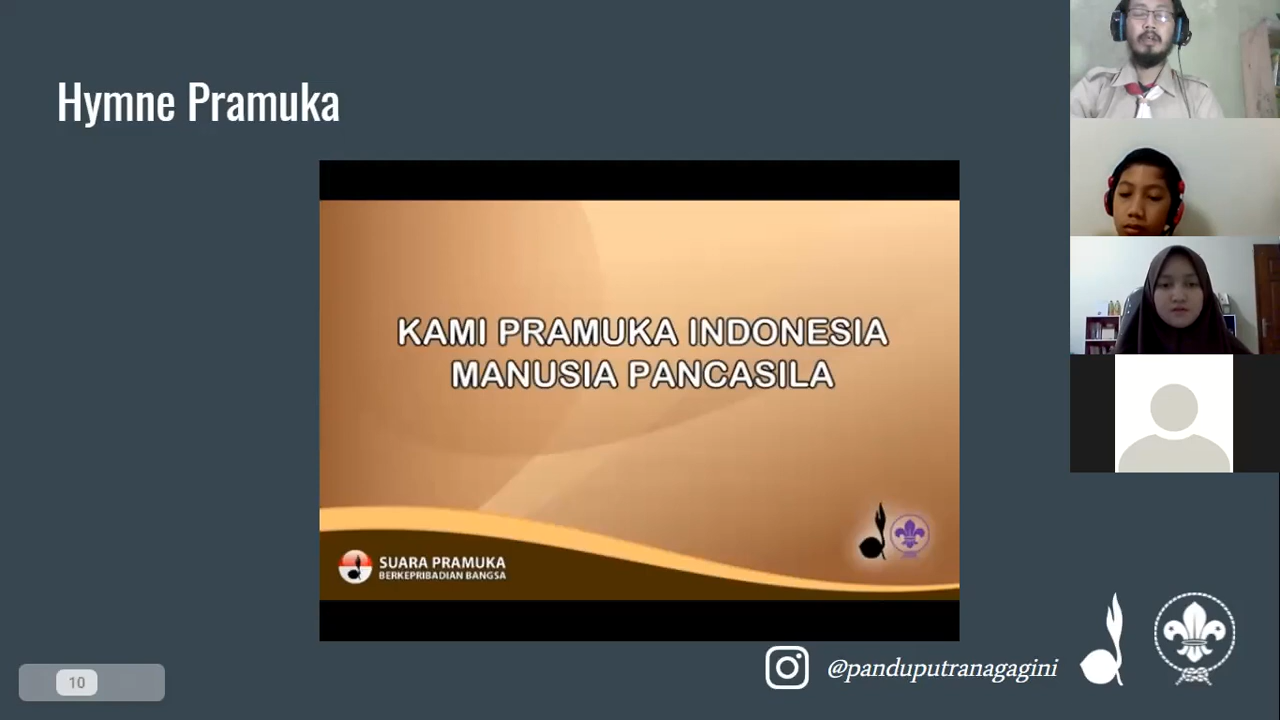 Hymne Pramuka
KAMI PRAMUKA INDONESIA
MANUSIA PANCASILA
SUARA PRAMUKA
BERKEPRIBADIAN BANGSA
@panduputranagagini
10